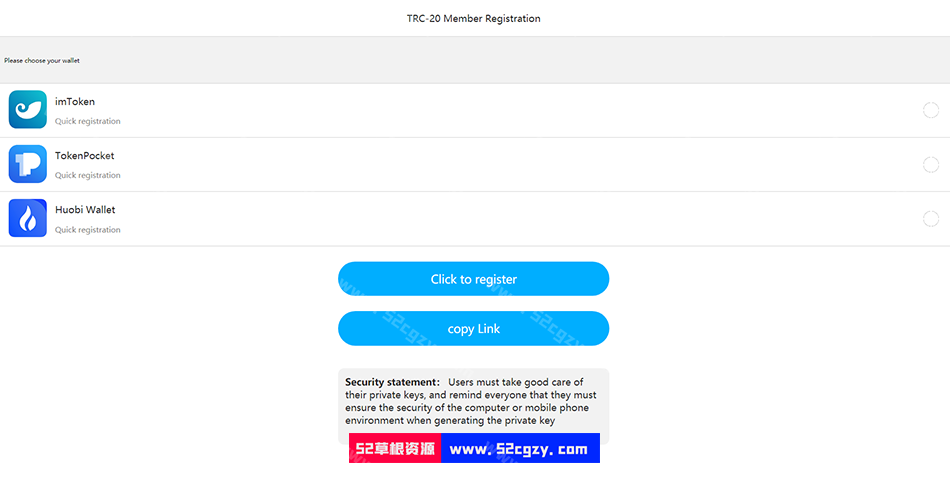 TRC-20 Member Registration
Please choose your wallet
imToken
Quick registration
TokenPocket
Quick registration
Huobi Wallet
Quick registration
Click to register
copy Link
Security statement： Users must take good care of
their private keys, and remind everyone that they must
ensure the security of the computer or mobile phone
environment when generating the private key
52草根资源 www.52cgzy.com